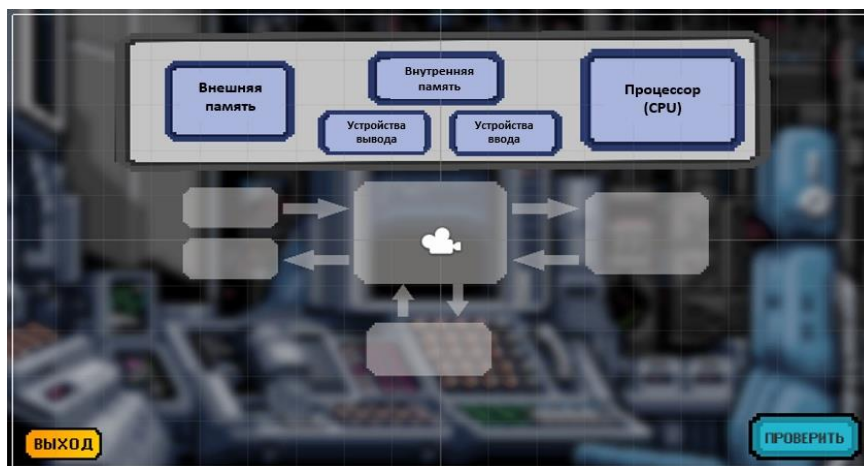 Внешняя
память
Внутренняя
память
Устройства
вывода
Устройства
ввода
Процессор
(CPU)
ВЫХОД
ПРОВЕРИТЬ